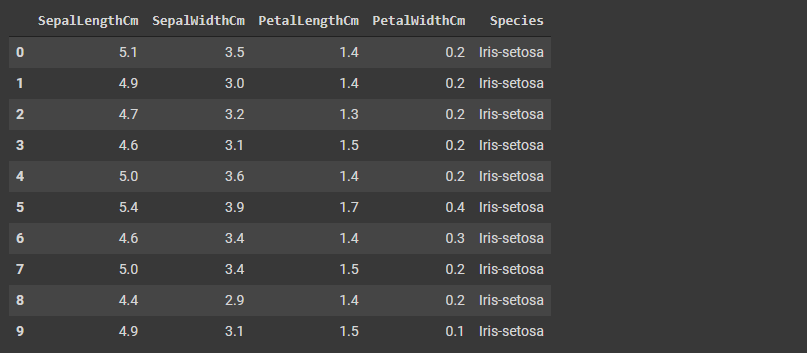 SepalLengthCm SepalWidthCm PetalLengthCm PetalWidthCm Species
0 5.1 3.5 1.4 0.2 Iris-setosa
1 4.9 3.0 1.4 0.2 Iris-setosa
2 4.7 3.2 1.3 0.2 Iris-setosa
3 4.6 3.1 1.5 0.2 Iris-setosa
4 5.0 3.6 1.4 0.2 Iris-setosa
5 5.4 3.9 1.7 0.4 Iris-setosa
6 4.6 3.4 1.4 0.3 Iris-setosa
7 5.0 3.4 1.5 0.2 Iris-setosa
8 4.4 2.9 1.4 0.2 Iris-setosa
9 4.9 3.1 1.5 0.1 Iris-setosa